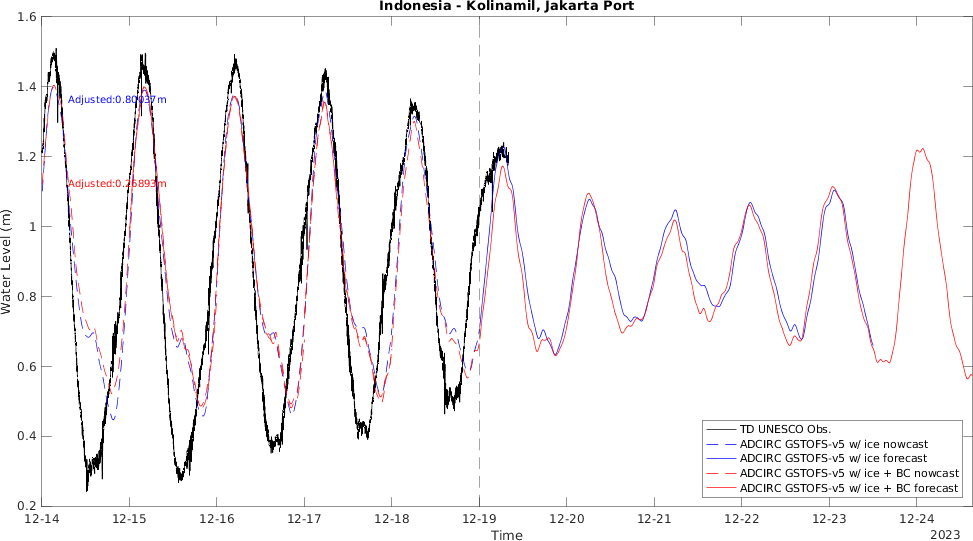 Indonesia - Kolinamil, Jakarta Port
1.6
1.4
1.2
1
0.8
0.6
0.4
0.2
Water Level (m)
Adjusted:0.80037m
Adjusted:0.26893m
TD UNESCO Obs.
ADCIRC GSTOFS-v5 w/ ice nowcast
ADCIRC GSTOFS-v5 w/ ice forecast
ADCIRC GSTOFS-v5 w/ ice + BC nowcast
ADCIRC GSTOFS-v5 w/ ice + BC forecast
12-14 12-15 12-16 12-17 12-18 12-19 12-20 12-21 12-22 12-23 12-24
Time
2023